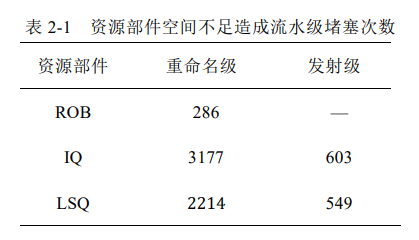 表 2-1 资源部件空间不足造成流水级堵塞次数
资源部件 重命名级 发射级
ROB 286 —
IQ 3177 603
LSQ 2214 549